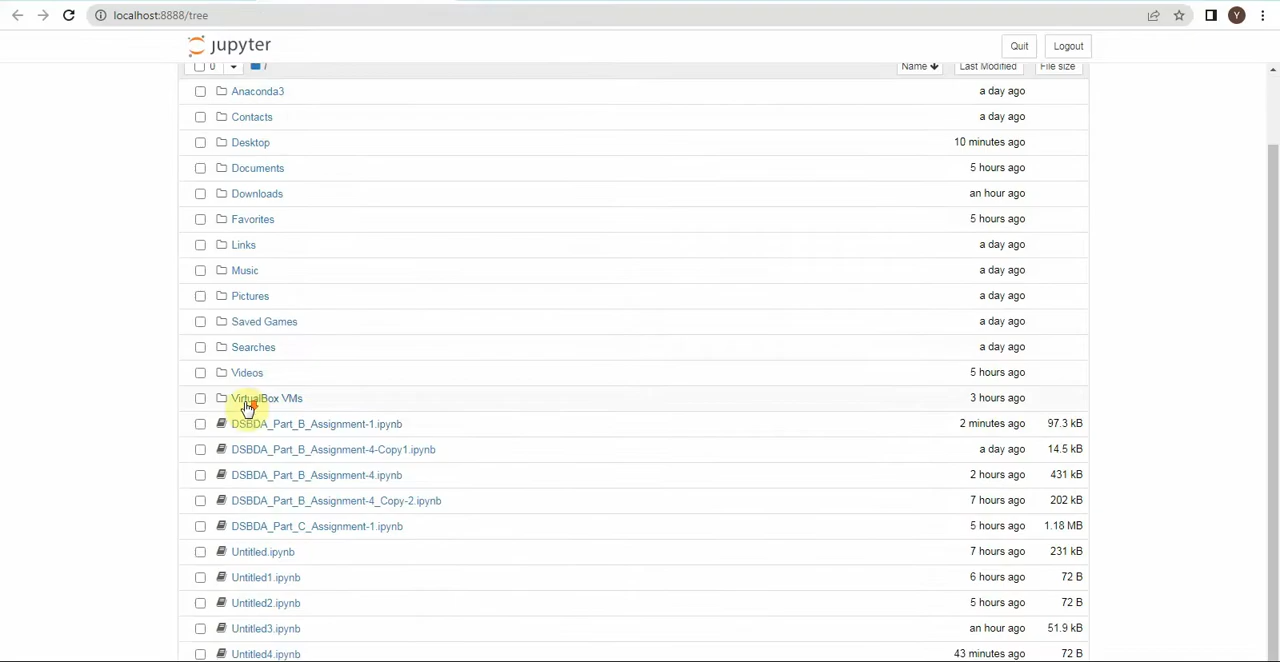 localhost:8888/tree
Y
jupyter
Quit Logout
0 / Name Last Modified File size
Anaconda3 a day ago
Contacts a day ago
Desktop 10 minutes ago
Documents 5 hours ago
Downloads an hour ago
Favorites 5 hours ago
Links a day ago
Music a day ago
Pictures a day ago
Saved Games a day ago
Searches a day ago
Videos 5 hours ago
VirtualBox VMs 3 hours ago
DSBDA_Part_B_Assignment-1.ipynb 2 minutes ago 97.3 kB
DSBDA_Part_B_Assignment-4-Copy1.ipynb a day ago 14.5 kB
DSBDA_Part_B_Assignment-4.ipynb 2 hours ago 431 kB
DSBDA_Part_B_Assignment-4_Copy-2.ipynb 7 hours ago 202 kB
DSBDA_Part_C_Assignment-1.ipynb 5 hours ago 1.18 MB
Untitled.ipynb 7 hours ago 231 kB
Untitled1.ipynb 6 hours ago 72 B
Untitled2.ipynb 5 hours ago 72 B
Untitled3.ipynb an hour ago 51.9 kB
Untitled4.ipynb 43 minutes ago 72 B